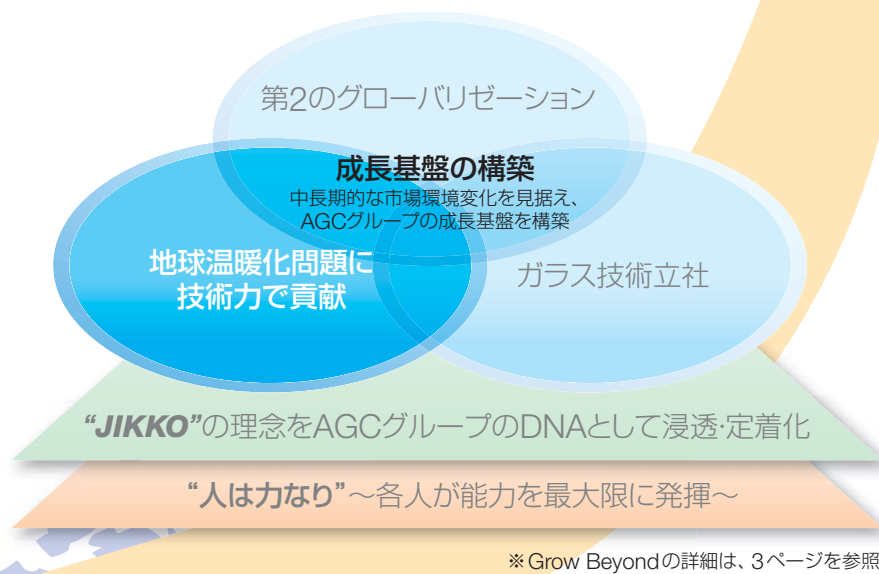 第2のグローバリゼーション
成長基盤の構築
中長期的な市場環境変化を見据え、
AGCグループの成長基盤を構築
地球温暖化問題に
技術力で貢献
ガラス技術立社
“JIKKO”の理念をAGCグループのDNAとして浸透・定着化
“人は力なり”～各人が能力を最大限に発揮～
※Grow Beyondの詳細は、3ページを参照